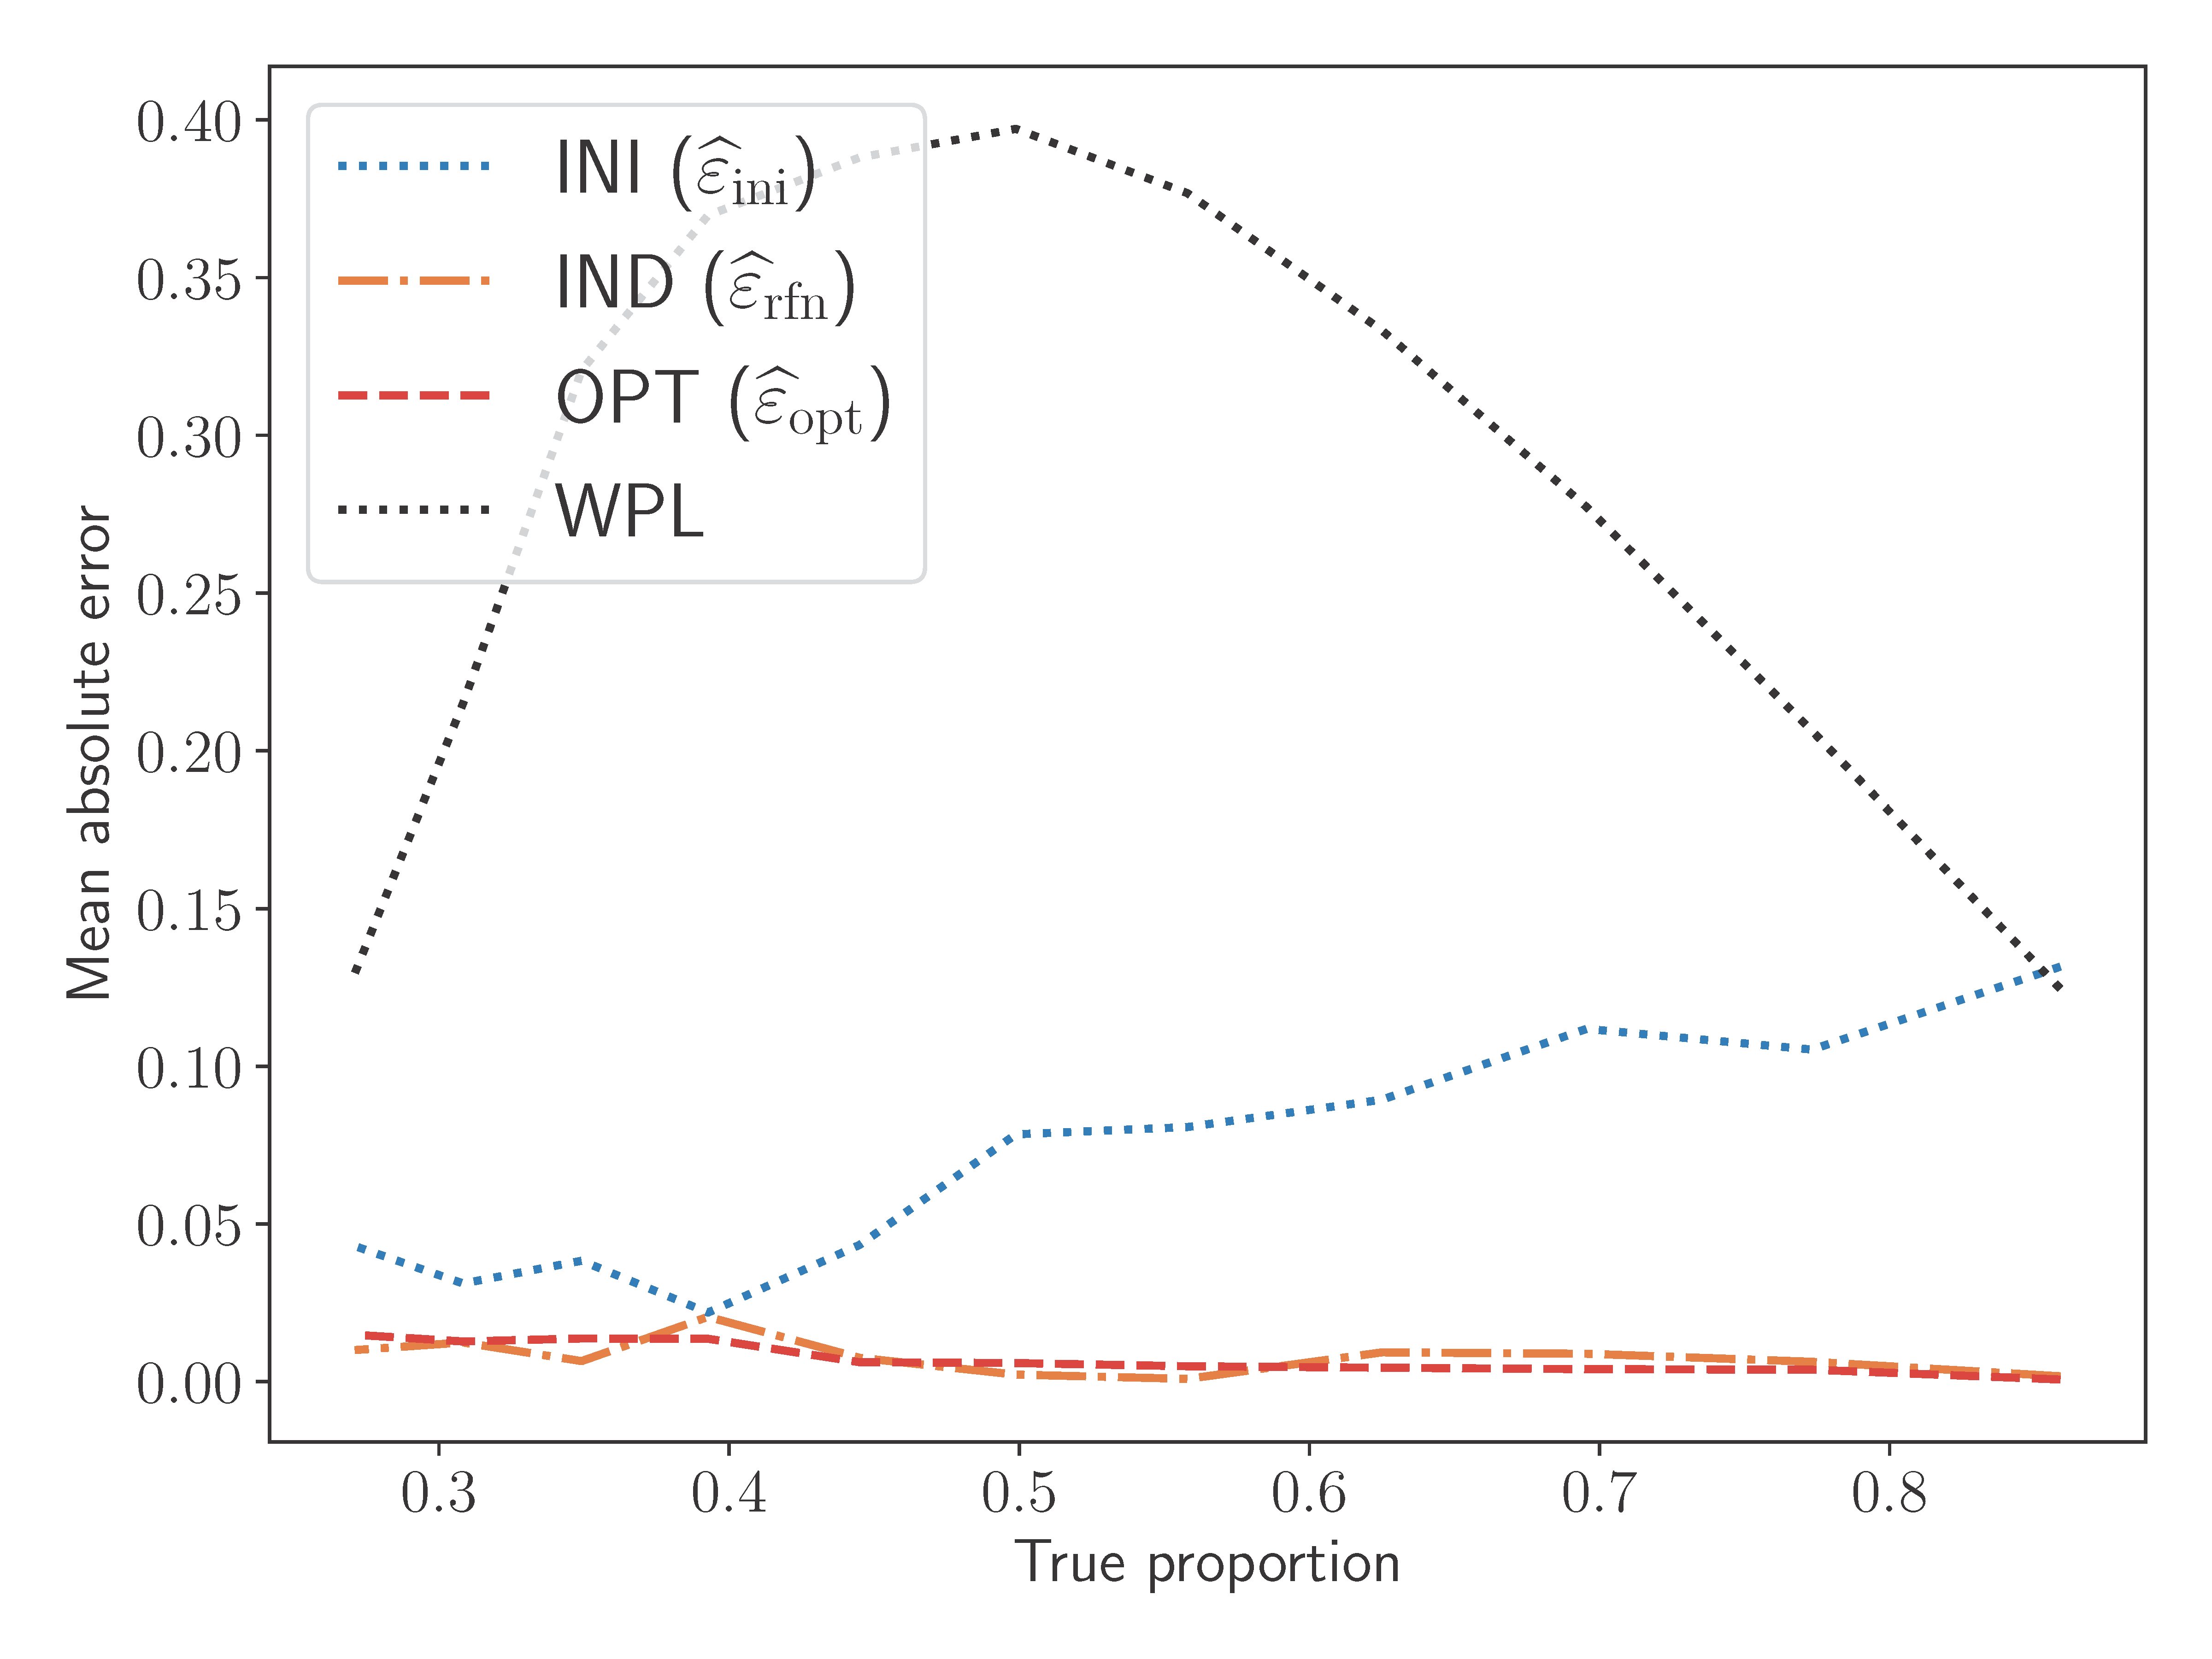 0.40
0.35
0.30
0.25
0.20
0.15
0.10
0.05
0.00
Mean absolute error
INI (ε̂ini)
IND (ε̂rfn)
OPT (ε̂opt)
WPL
0.3 0.4 0.5 0.6 0.7 0.8
True proportion